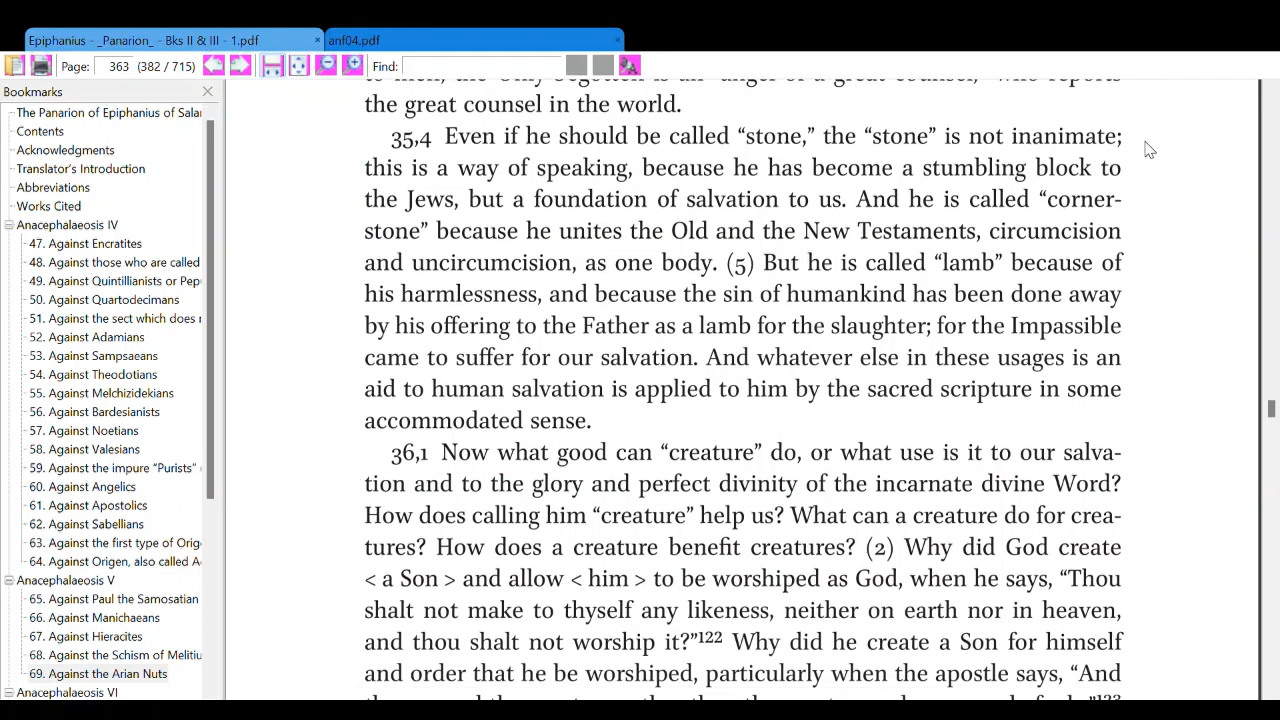 Epiphanius - _Panarion_ - Bks II & III - 1.pdf
×
anf04.pdf
×
Page: 363 (382 / 715)
Find:
Bookmarks
The Panarion of Epiphanius of Sala
Contents
Acknowledgments
Translator's Introduction
Abbreviations
Works Cited
Anacephalaeosis IV
47. Against Encratites
48. Against those who are called
49. Against Quintillianists or Pep
50. Against Quartodecimans
51. Against the sect which does r
52. Against Adamians
53. Against Sampsaeans
54. Against Theodotians
55. Against Melchizidekians
56. Against Bardesianists
57. Against Noetians
58. Against Valesians
59. Against the impure "Purists"
60. Against Angelics
61. Against Apostolics
62. Against Sabellians
63. Against the first type of Orig
64. Against Origen, also called A
Anacephalaeosis V
65. Against Paul the Samosatian
66. Against Manichaeans
67. Against Hieracites
68. Against the Schism of Melitiu
69. Against the Arian Nuts
Anacephalaeosis VI
to men, the Only-begotten is an "angel of a great counsel," who reports
the great counsel in the world.
35,4 Even if he should be called “stone,” the “stone” is not inanimate;
this is a way of speaking, because he has become a stumbling block to
the Jews, but a foundation of salvation to us. And he is called “corner-
stone” because he unites the Old and the New Testaments, circumcision
and uncircumcision, as one body. (5) But he is called “lamb” because of
his harmlessness, and because the sin of humankind has been done away
by his offering to the Father as a lamb for the slaughter; for the Impassible
came to suffer for our salvation. And whatever else in these usages is an
aid to human salvation is applied to him by the sacred scripture in some
accommodated sense.
36,1 Now what good can “creature” do, or what use is it to our salva-
tion and to the glory and perfect divinity of the incarnate divine Word?
How does calling him “creature” help us? What can a creature do for crea-
tures? How does a creature benefit creatures? (2) Why did God create
< a Son > and allow < him > to be worshiped as God, when he says, “Thou
shalt not make to thyself any likeness, neither on earth nor in heaven,
and thou shalt not worship it?”122 Why did he create a Son for himself
and order that he be worshiped, particularly when the apostle says, “And